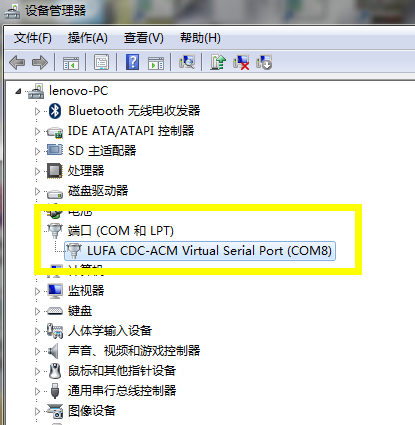 设备管理器
文件(F) 操作(A) 查看(V) 帮助(H)
lenovo-PC
Bluetooth 无线电收发器
IDE ATA/ATAPI 控制器
SD 主适配器
处理器
磁盘驱动器
电池
端口 (COM 和 LPT)
LUFA CDC-ACM Virtual Serial Port (COM8)
计算机
监视器
键盘
人体学输入设备
声音、视频和游戏控制器
鼠标和其他指针设备
通用串行总线控制器
图像设备